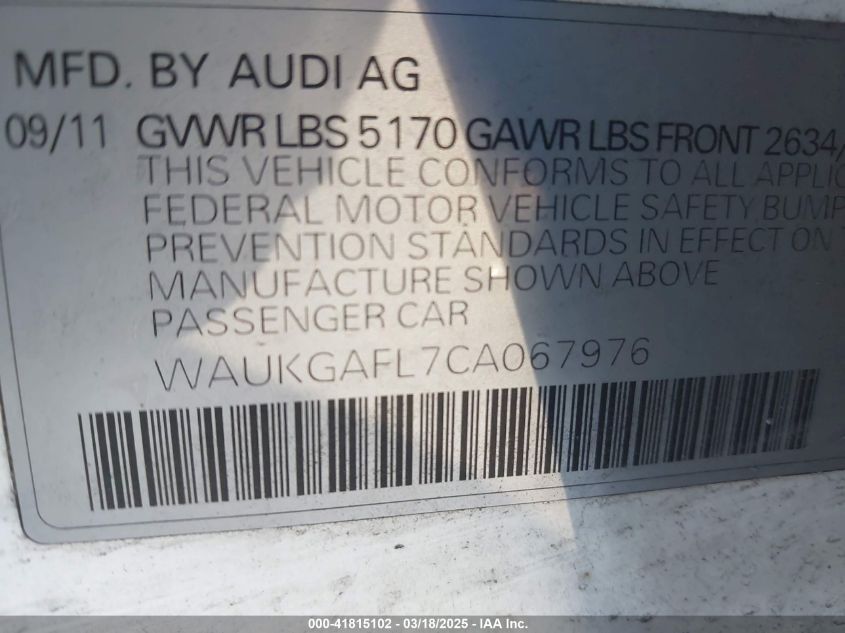 MFD. BY AUDI AG
09/11 GVWR LBS 5170 GAWR LBS FRONT 2634/
THIS VEHICLE CONFORMS TO ALL APPLIC
FEDERAL MOTOR VEHICLE SAFETY BUMP
PREVENTION STANDARDS IN EFFECT ON
MANUFACTURE SHOWN ABOVE
PASSENGER CAR
WAUKGAFL7CA067976
000-41815102 - 03/18/2025 - IAA Inc.